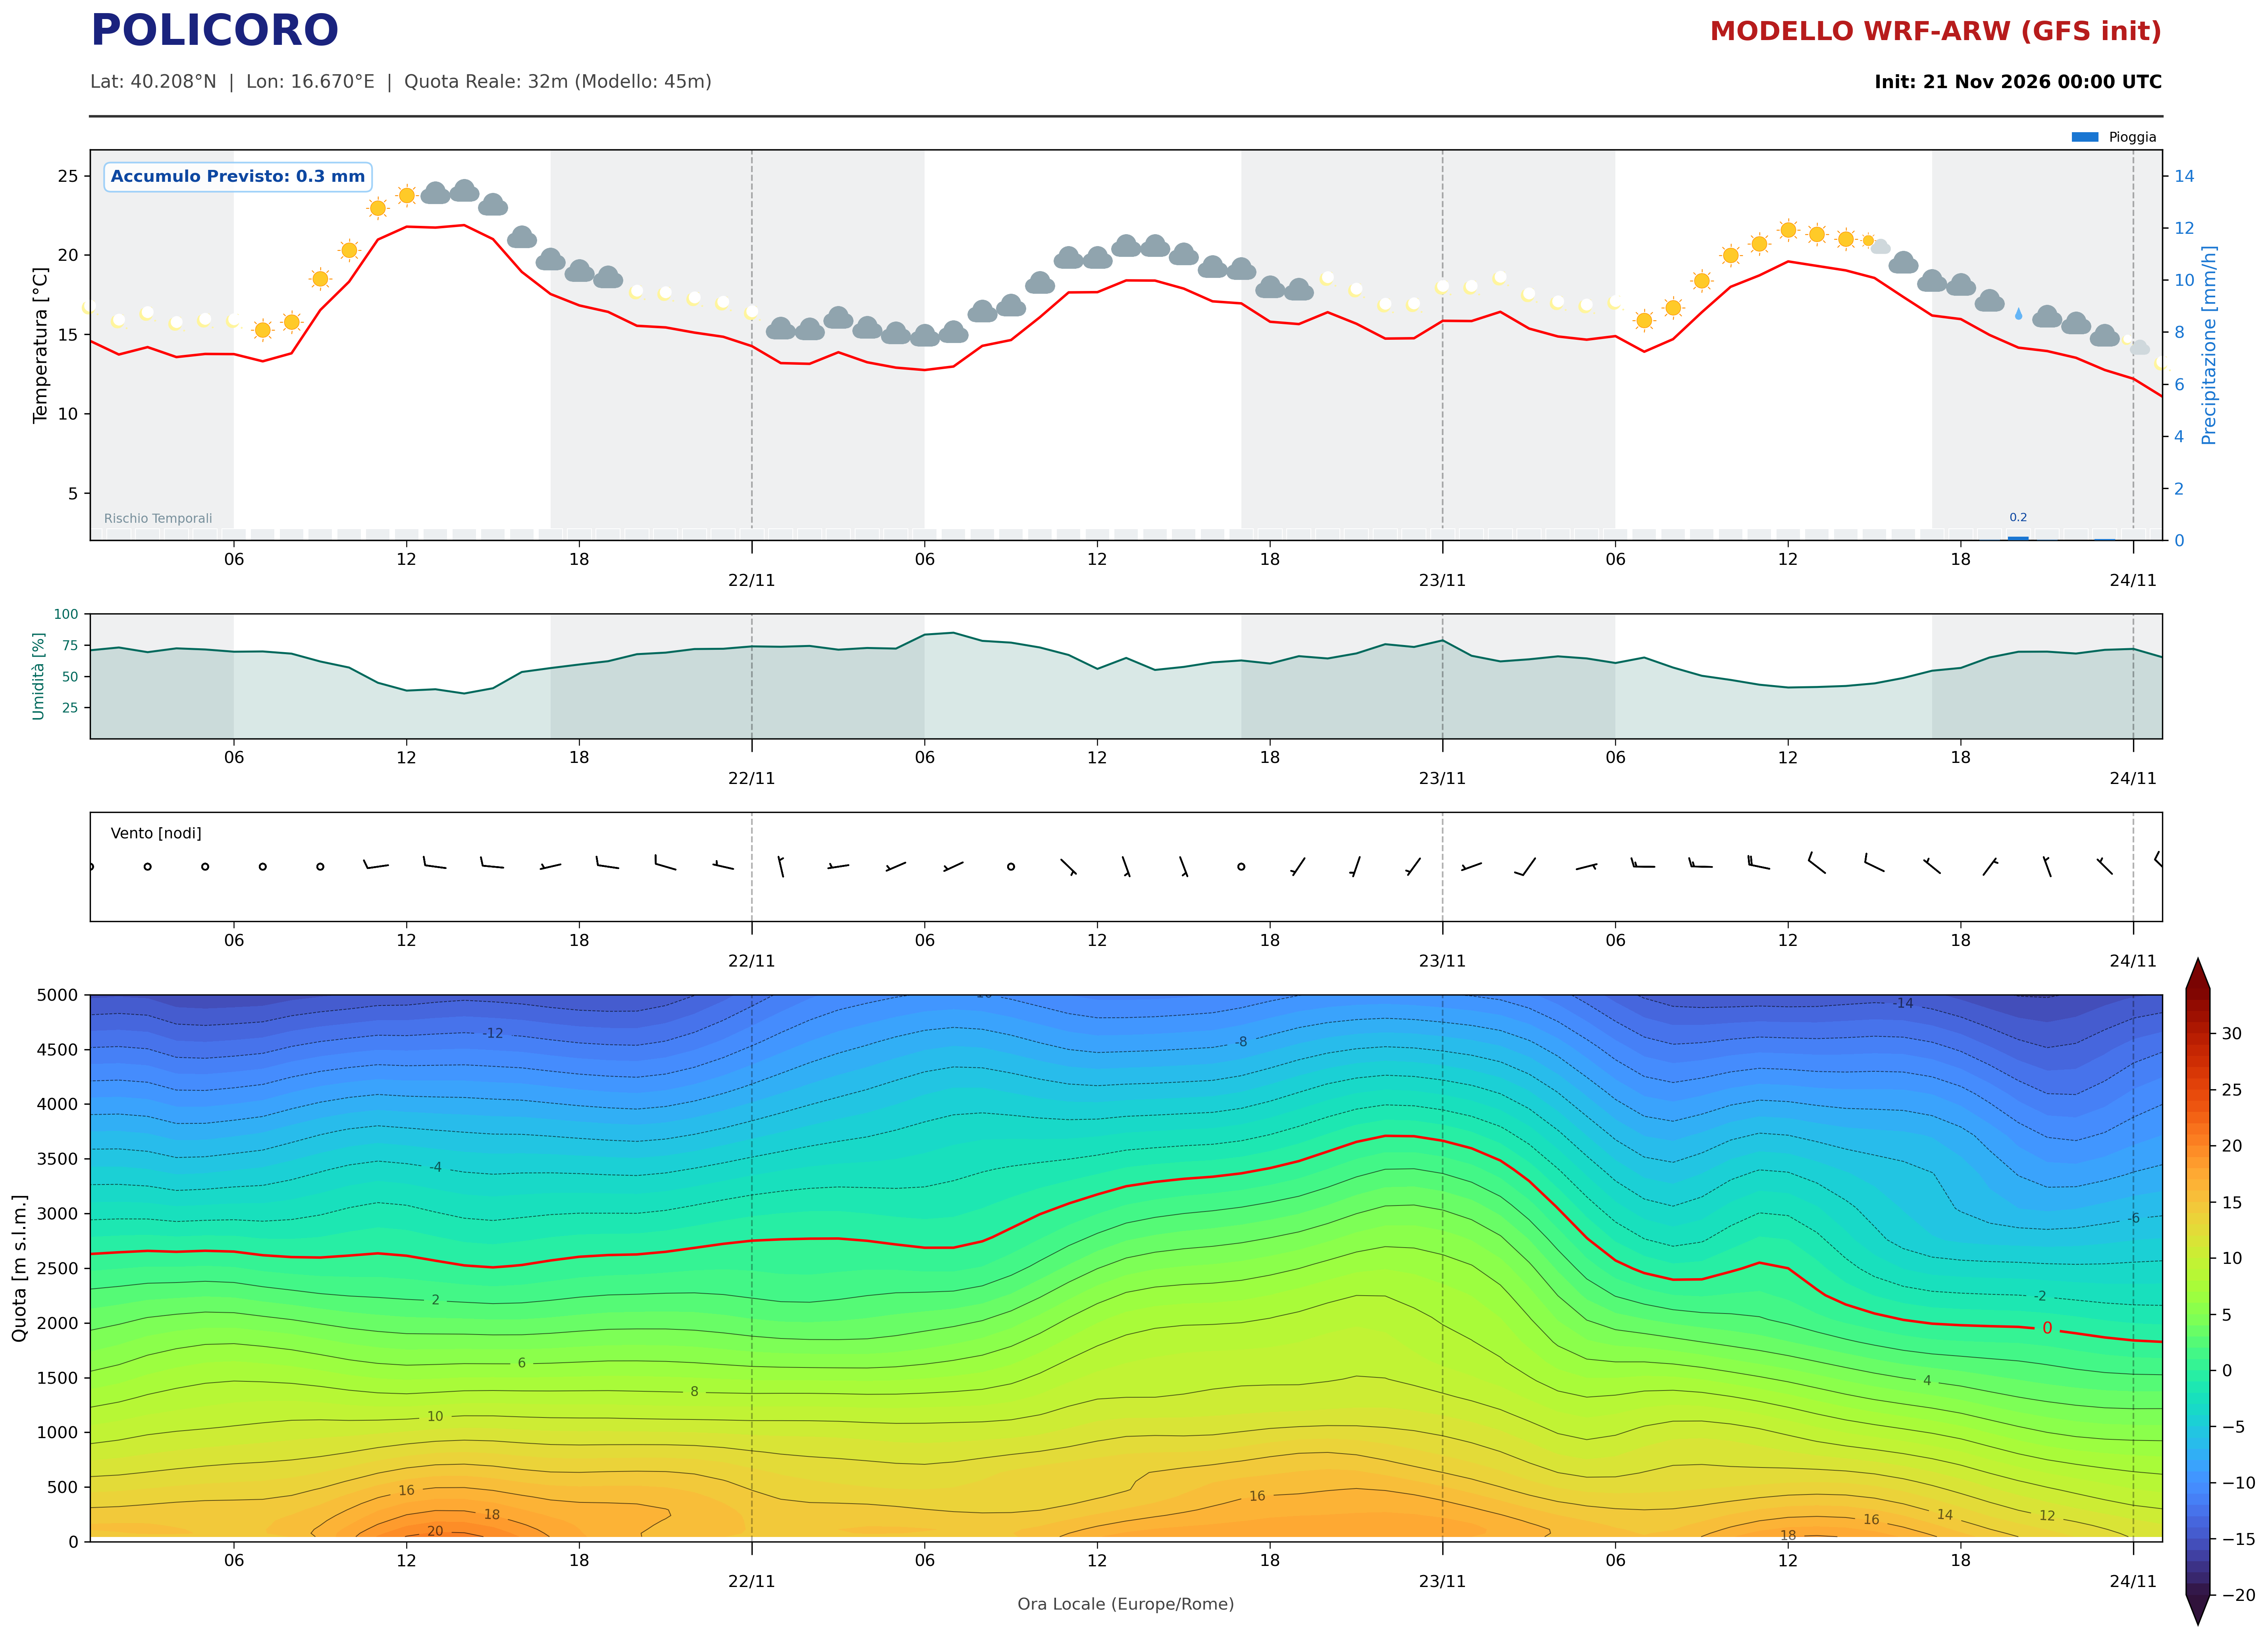 POLICORO
MODELLO WRF-ARW (GFS init)
Lat: 40.208°N | Lon: 16.670°E | Quota Reale: 32m (Modello: 45m)
Init: 21 Nov 2026 00:00 UTC
Pioggia
Accumulo Previsto: 0.3 mm
Temperatura [°C]
25
20
15
10
5
Precipitazione [mm/h]
14
12
10
8
6
4
2
0
Rischio Temporali
0.2
06 12 18 06 12 18 06 12 18
22/11 23/11 24/11
Umidità [%]
100
75
50
25
06 12 18 06 12 18 06 12 18
22/11 23/11 24/11
Vento [nodi]
06 12 18 06 12 18 06 12 18
22/11 23/11 24/11
Quota [m s.l.m.]
5000
4500
4000
3500
3000
2500
2000
1500
1000
500
0
-14
-12
-8
-4
-6
2
-2
0
6
4
8
10
16
16
18
14
12
16
20
18
30
25
20
15
10
5
0
−5
−10
−15
−20
06 12 18 06 12 18 06 12 18
22/11 23/11 24/11
Ora Locale (Europe/Rome)